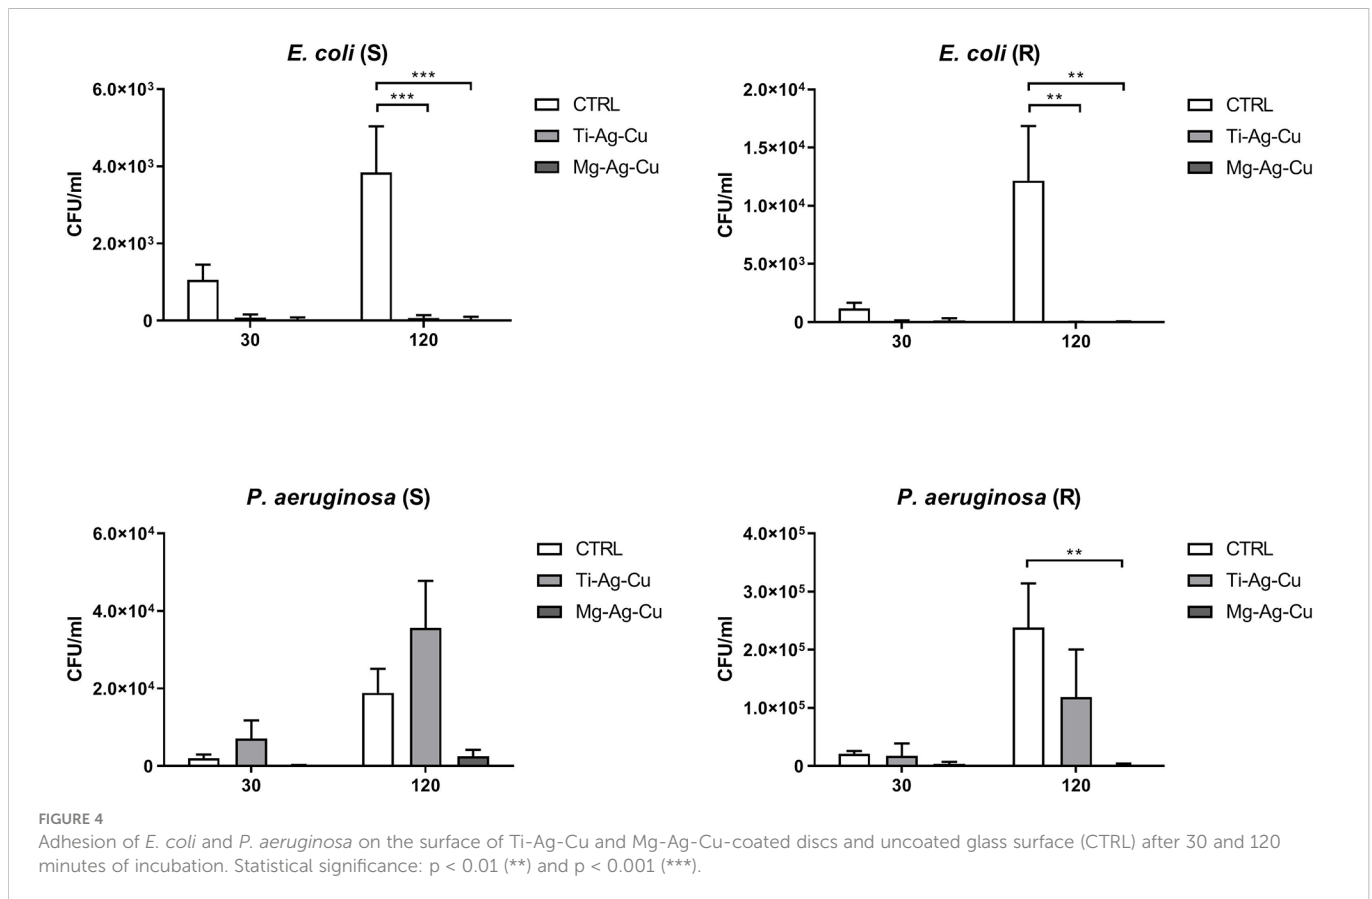 E. coli (S)
***
***
6.0×10³
4.0×10³
2.0×10³
0
CFU/ml
30
120
CTRL
Ti-Ag-Cu
Mg-Ag-Cu
E. coli (R)
**
**
2.0×10⁴
1.5×10⁴
1.0×10⁴
5.0×10³
0
CFU/ml
30
120
CTRL
Ti-Ag-Cu
Mg-Ag-Cu
P. aeruginosa (S)
6.0×10⁴
4.0×10⁴
2.0×10⁴
0
CFU/ml
30
120
CTRL
Ti-Ag-Cu
Mg-Ag-Cu
P. aeruginosa (R)
**
4.0×10⁵
3.0×10⁵
2.0×10⁵
1.0×10⁵
0
CFU/ml
30
120
CTRL
Ti-Ag-Cu
Mg-Ag-Cu
FIGURE 4
Adhesion of E. coli and P. aeruginosa on the surface of Ti-Ag-Cu and Mg-Ag-Cu-coated discs and uncoated glass surface (CTRL) after 30 and 120
minutes of incubation. Statistical significance: p < 0.01 (**) and p < 0.001 (***).